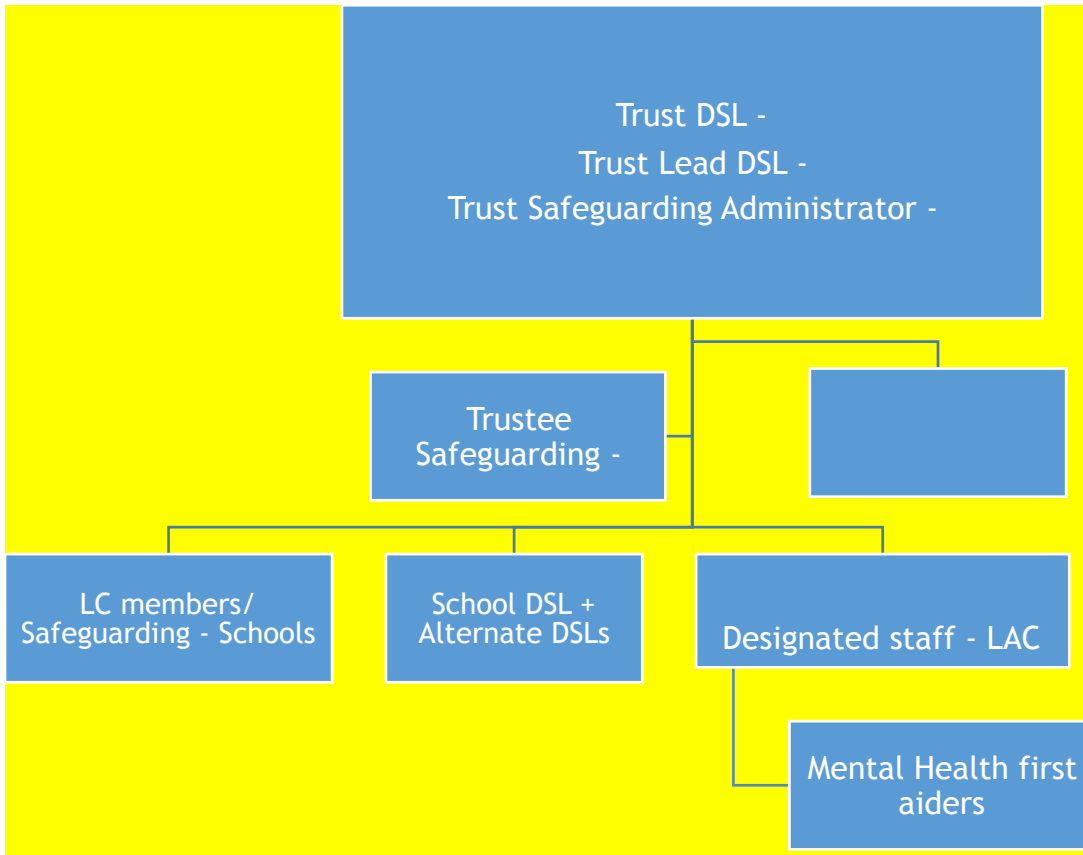 Trust DSL -
Trust Lead DSL -
Trust Safeguarding Administrator -
Trustee
Safeguarding -
LC members/
Safeguarding - Schools
School DSL +
Alternate DSLs
Designated staff - LAC
Mental Health first
aiders